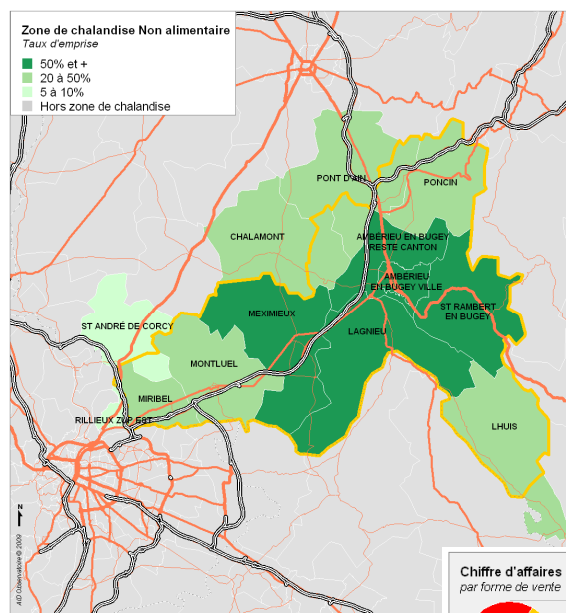 Zone de chalandise Non alimentaire
Taux d'emprise
50% et +
20 à 50%
5 à 10%
Hors zone de chalandise
PONT D'AIN
PONCIN
CHALAMONT
AMBÉRIEU EN BUGEY
RESTE CANTON
AMBÉRIEU
EN BUGEY VILLE
ST RAMBERT
EN BUGEY
MEXIMIEUX
ST ANDRÉ DE CORCY
LAGNIEU
MONTLUEL
MIRIBEL
RILLIEUX ZUP EST
LHUIS
N
AID Observatoire © 2009
Chiffre d'affaires
par forme de vente